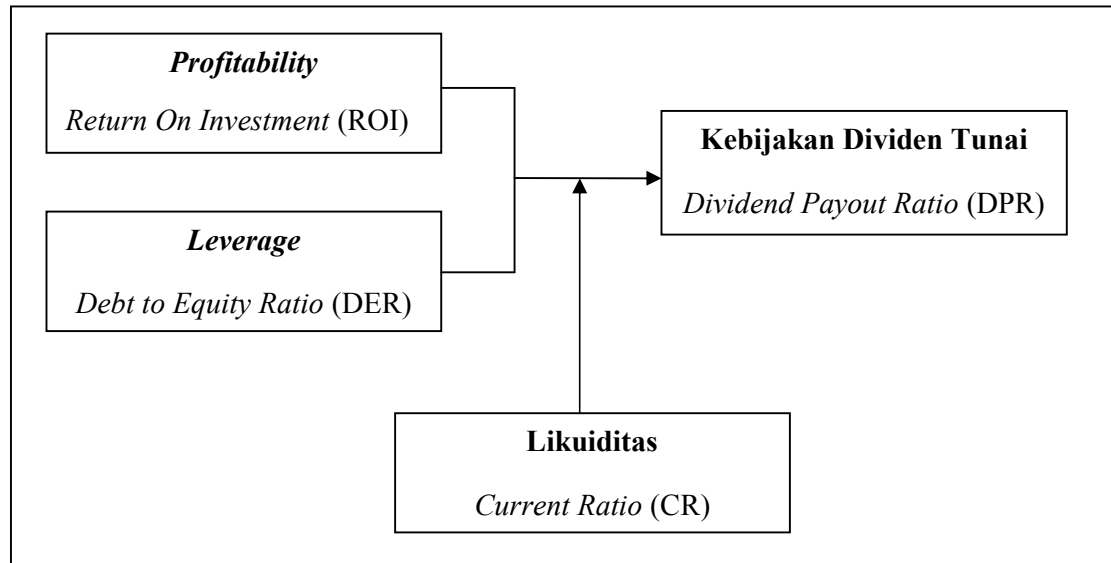 Profitability
Return On Investment (ROI)
Kebijakan Dividen Tunai
Dividend Payout Ratio (DPR)
Leverage
Debt to Equity Ratio (DER)
Likuiditas
Current Ratio (CR)